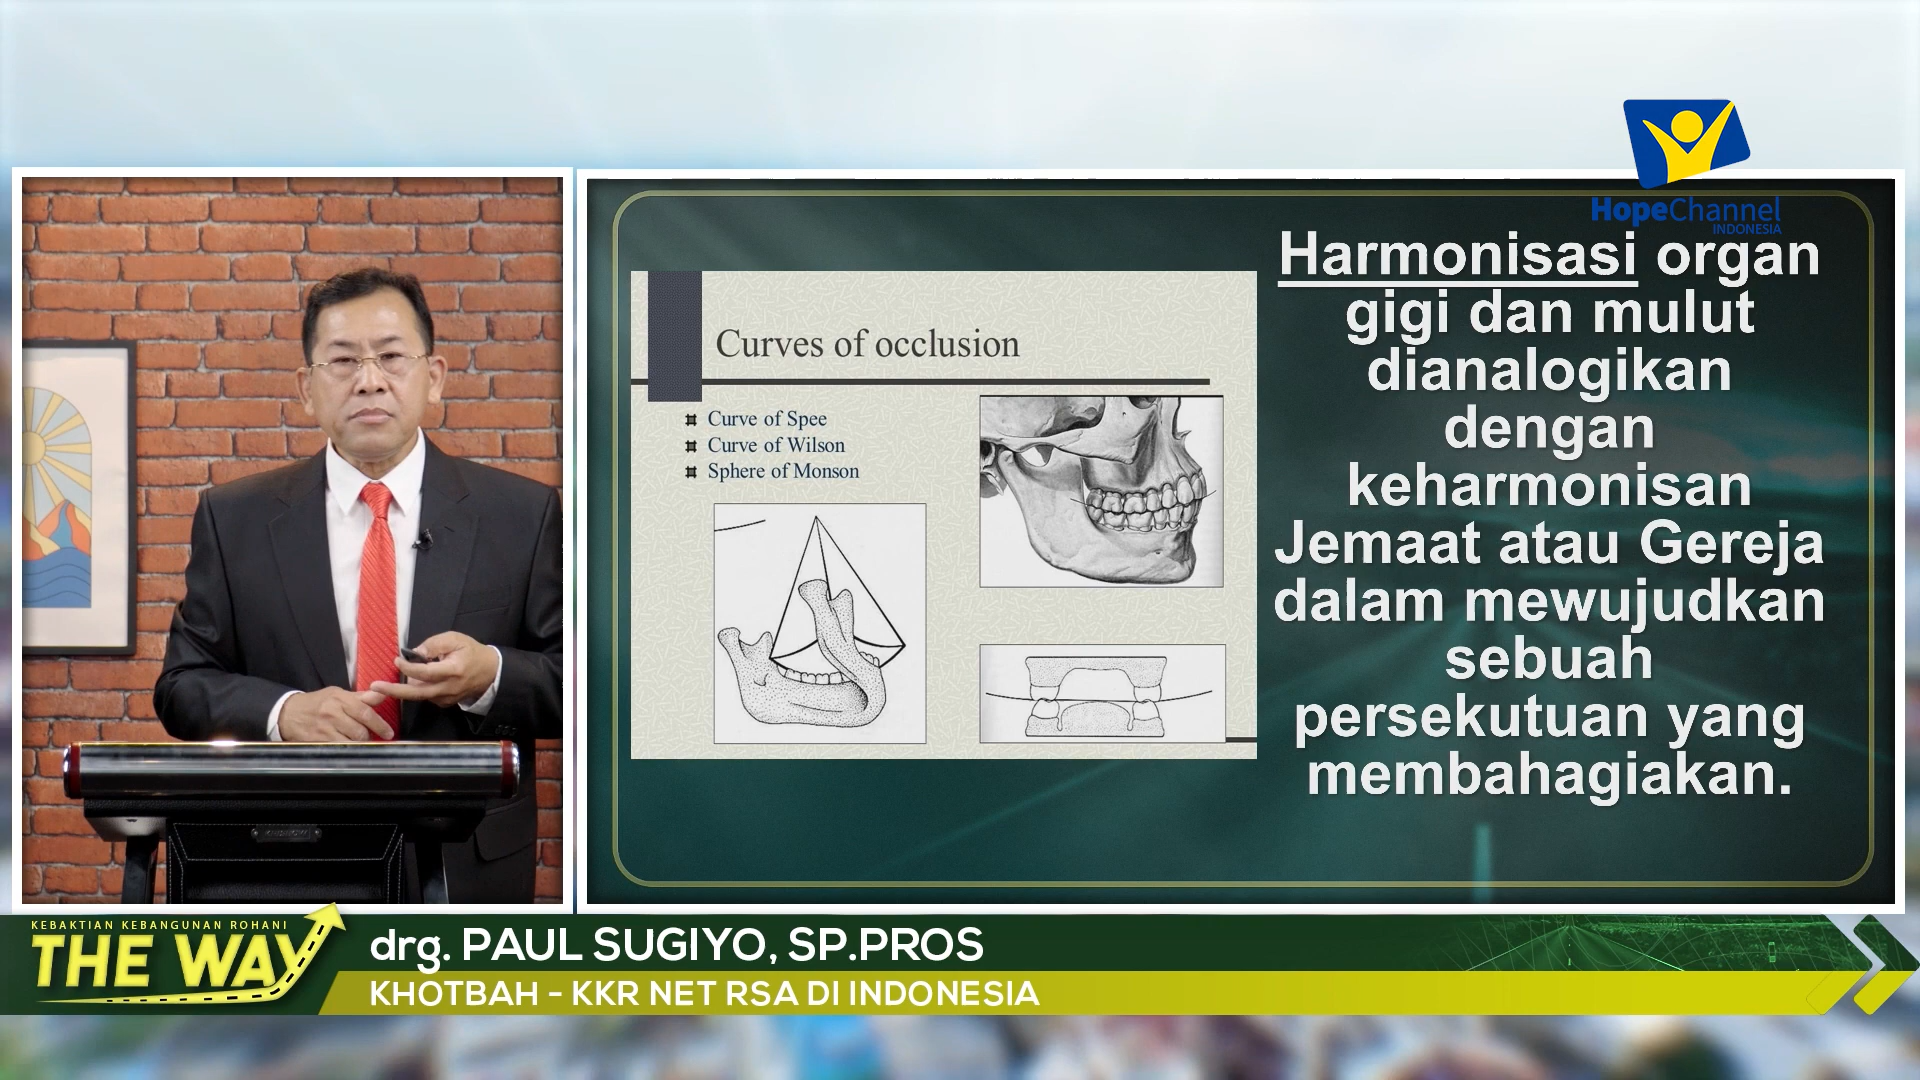 HopeChannel
INDONESIA
Harmonisasi organ
gigi dan mulut
dianalogikan
dengan
keharmonisan
Jemaat atau Gereja
dalam mewujudkan
sebuah
persekutuan yang
membahagiakan.
Curves of occlusion
Curve of Spee
Curve of Wilson
Sphere of Monson
KEBAKTIAN KEBANGUNAN ROHANI
THE WAY
drg. PAUL SUGIYO, SP.PROS
KHOTBAH - KKR NET RSA DI INDONESIA